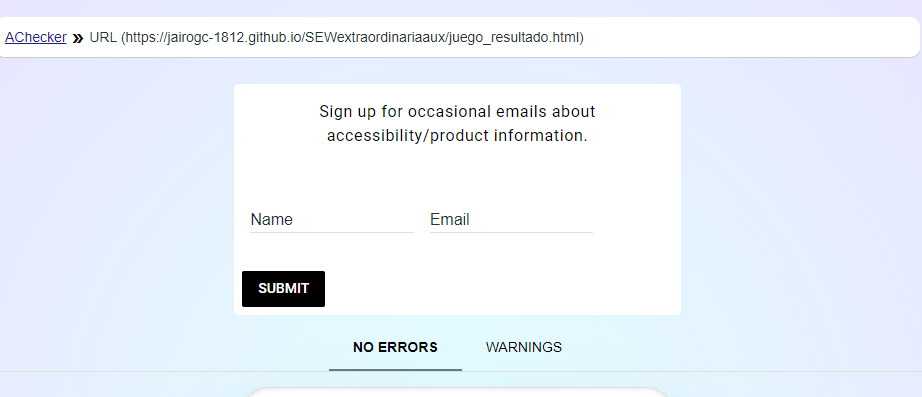 AChecker » URL (https://jairogc-1812.github.io/SEWextraordinariaaux/juego_resultado.html)
Sign up for occasional emails about
accessibility/product information.
Name Email
SUBMIT
NO ERRORS WARNINGS